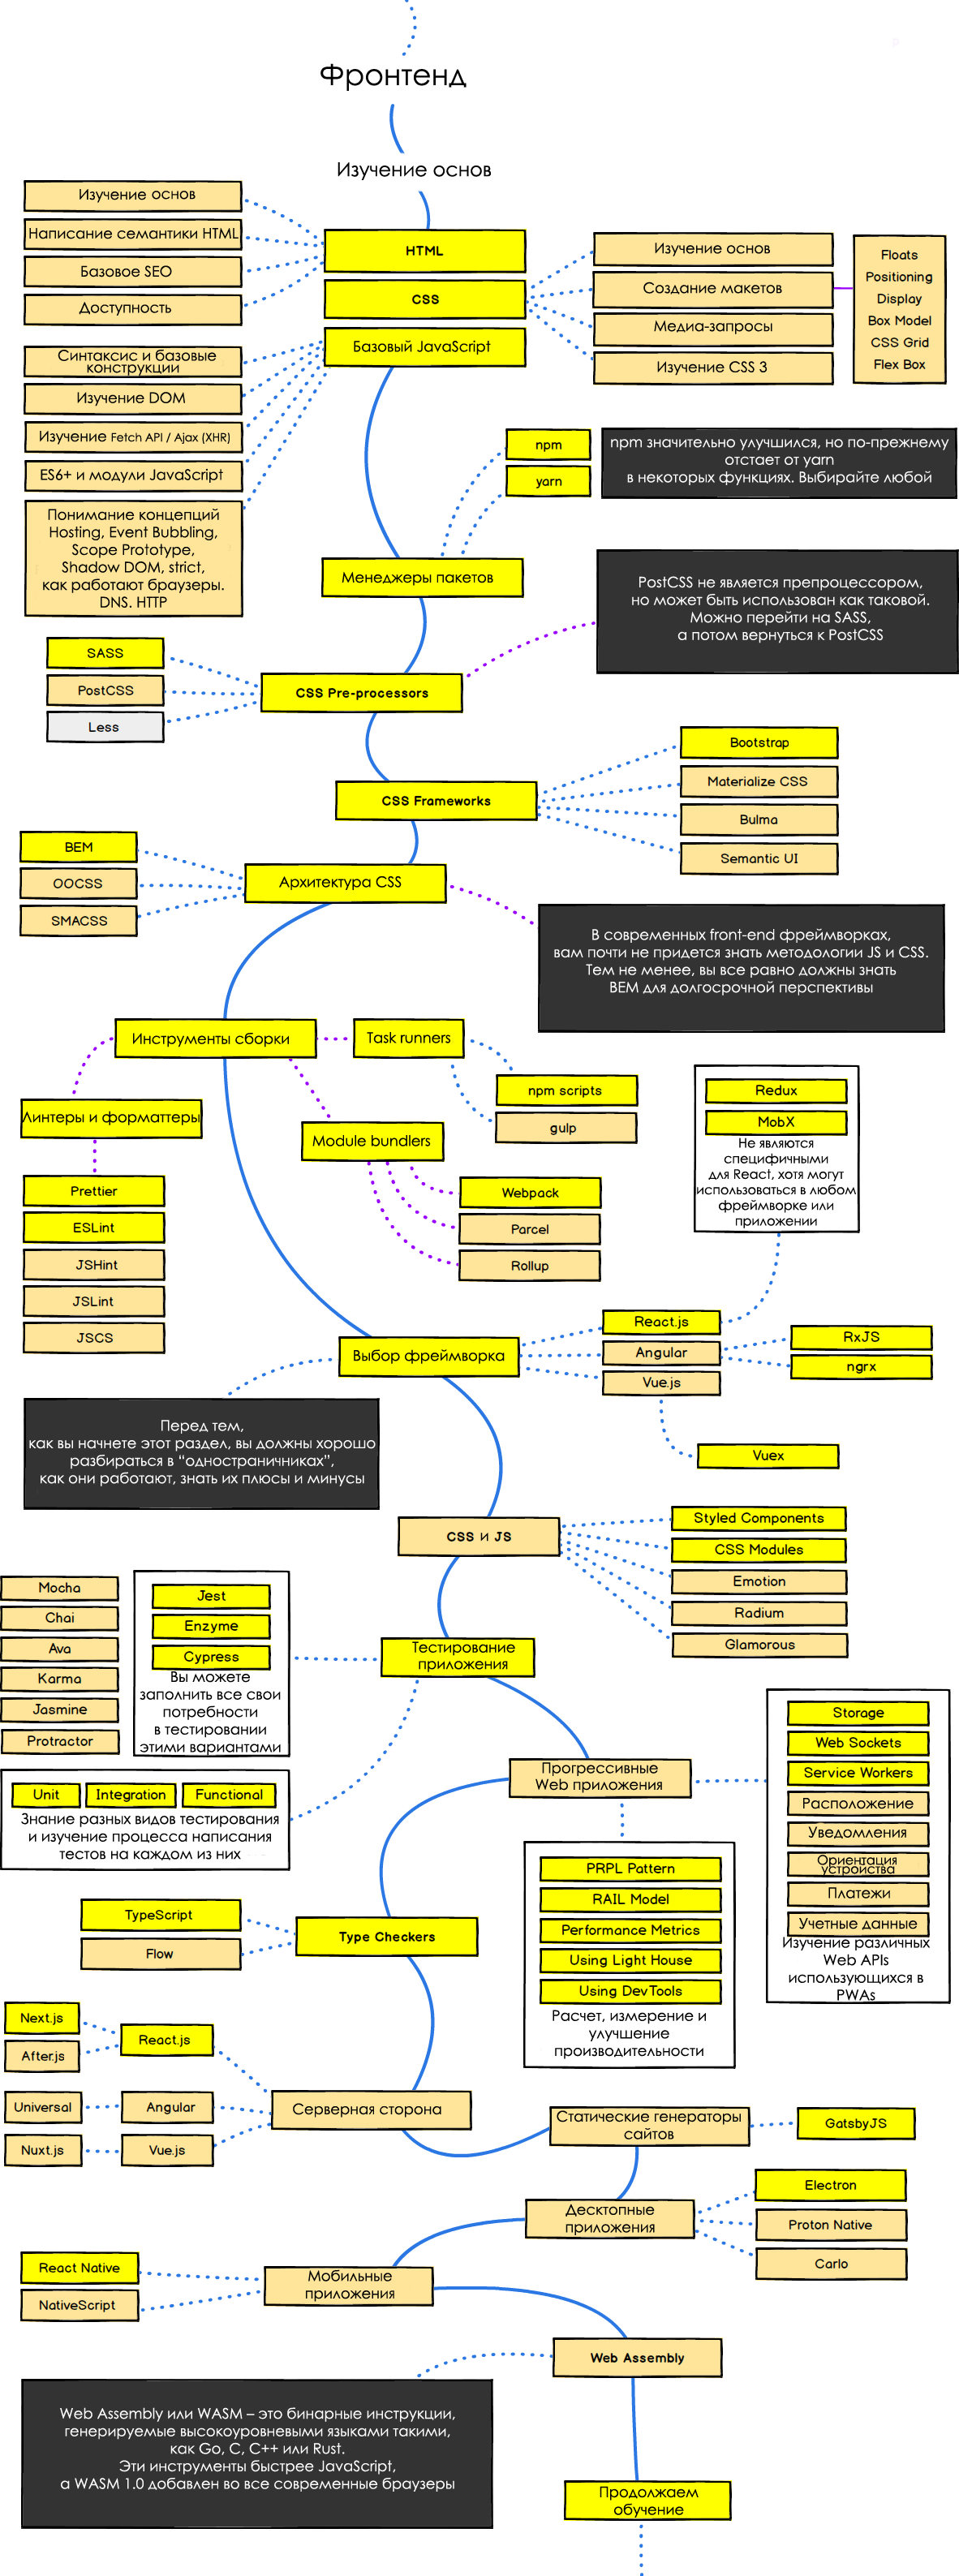 Фронтенд
Изучение основ
Изучение основ
Написание семантики HTML
Базовое SEO
Доступность
HTML
CSS
Базовый JavaScript
Изучение основ
Создание макетов
Медиа-запросы
Изучение CSS 3
Floats
Positioning
Display
Box Model
CSS Grid
Flex Box
Синтаксис и базовые
конструкции
Изучение DOM
Изучение Fetch API / Ajax (XHR)
ES6+ и модули JavaScript
Понимание концепций
Hosting, Event Bubbling,
Scope Prototype,
Shadow DOM, strict,
как работают браузеры.
DNS. HTTP
npm
yarn
npm значительно улучшился, но по-прежнему
отстает от yarn
в некоторых функциях. Выбирайте любой
Менеджеры пакетов
PostCSS не является препроцессором,
но может быть использован как таковой.
Можно перейти на SASS,
а потом вернуться к PostCSS
SASS
PostCSS
Less
CSS Pre-processors
CSS Frameworks
Bootstrap
Materialize CSS
Bulma
Semantic UI
BEM
OOCSS
SMACSS
Архитектура CSS
В современных front-end фреймворках,
вам почти не придется знать методологии JS и CSS.
Тем не менее, вы все равно должны знать
BEM для долгосрочной перспективы
Инструменты сборки
Task runners
npm scripts
gulp
Линтеры и форматтеры
Module bundlers
Prettier
ESLint
JSHint
JSLint
JSCS
Webpack
Parcel
Rollup
Redux
MobX
Не являются
специфичными
для React, хотя могут
использоваться в любом
фреймворке или
приложении
Выбор фреймворка
React.js
Angular
Vue.js
RxJS
ngrx
Vuex
Перед тем,
как вы начнете этот раздел, вы должны хорошо
разбираться в “одностраничниках”,
как они работают, знать их плюсы и минусы
CSS и JS
Styled Components
CSS Modules
Emotion
Radium
Glamorous
Mocha
Chai
Ava
Karma
Jasmine
Protractor
Jest
Enzyme
Cypress
Вы можете
заполнить все свои
потребности
в тестировании
этими вариантами
Тестирование
приложения
Unit
Integration
Functional
Знание разных видов тестирования
и изучение процесса написания
тестов на каждом из них
Прогрессивные
Web приложения
Storage
Web Sockets
Service Workers
Расположение
Уведомления
Ориентация
устройства
Платежи
Учетные данные
Изучение различных
Web APIs
использующихся в
PWAs
PRPL Pattern
RAIL Model
Performance Metrics
Using Light House
Using DevTools
Расчет, измерение и
улучшение
производительности
TypeScript
Flow
Type Checkers
Next.js
After.js
React.js
Universal
Angular
Nuxt.js
Vue.js
Серверная сторона
Статические генераторы
сайтов
GatsbyJS
Десктопные
приложения
Electron
Proton Native
Carlo
React Native
NativeScript
Мобильные
приложения
Web Assembly
Web Assembly или WASM – это бинарные инструкции,
генерируемые высокоуровневыми языками такими,
как Go, C, C++ или Rust.
Эти инструменты быстрее JavaScript,
а WASM 1.0 добавлен во все современные браузеры
Продолжаем
обучение